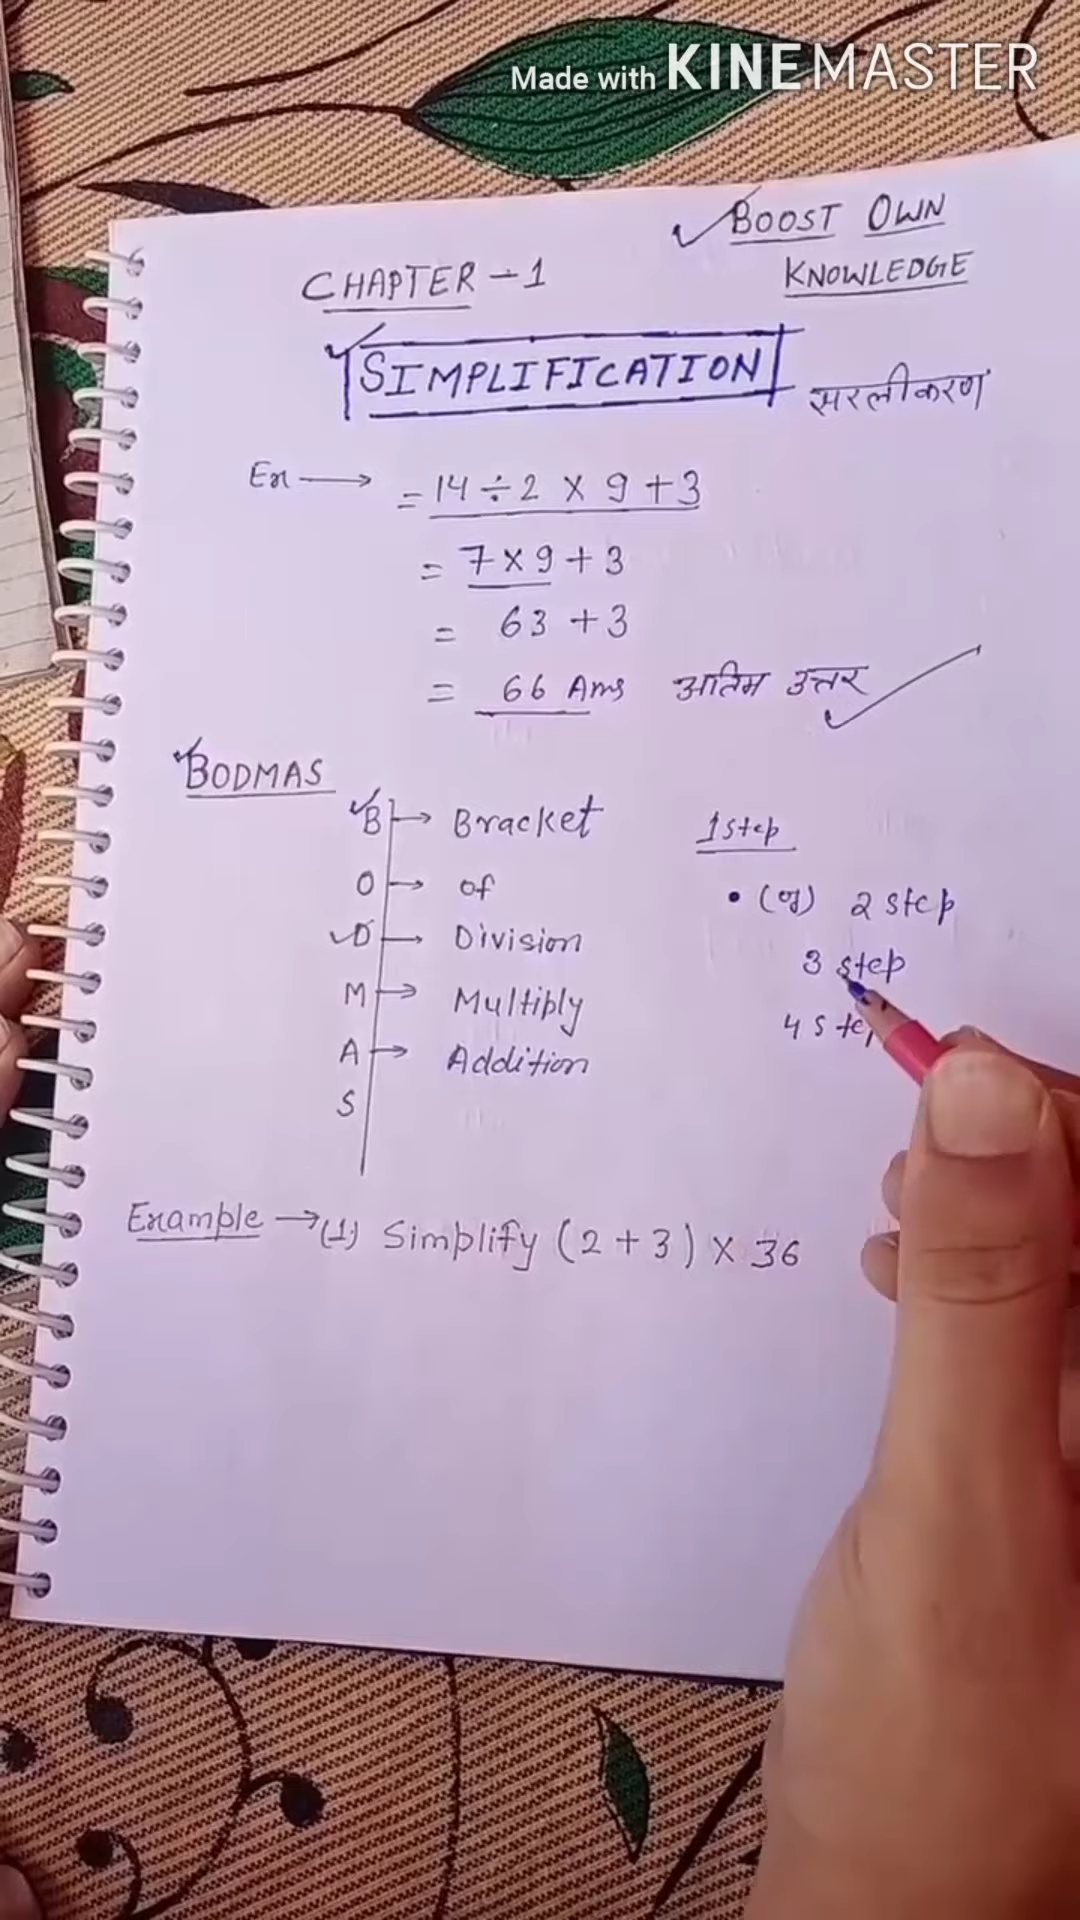 Made with KINEMASTER
BOOST OWN
KNOWLEDGE
CHAPTER - 1
SIMPLIFICATION
सरलीकरण
Ex → = 14 ÷ 2 × 9 + 3
= 7 × 9 + 3
= 63 + 3
= 66 Ans अतिम उत्तर
BODMAS
B → Bracket 1 step
O → of • (का) 2 step
D → Division 3 step
M → Multiply 4 step
A → Addition
S
Example → (1) Simplify (2 + 3) × 36